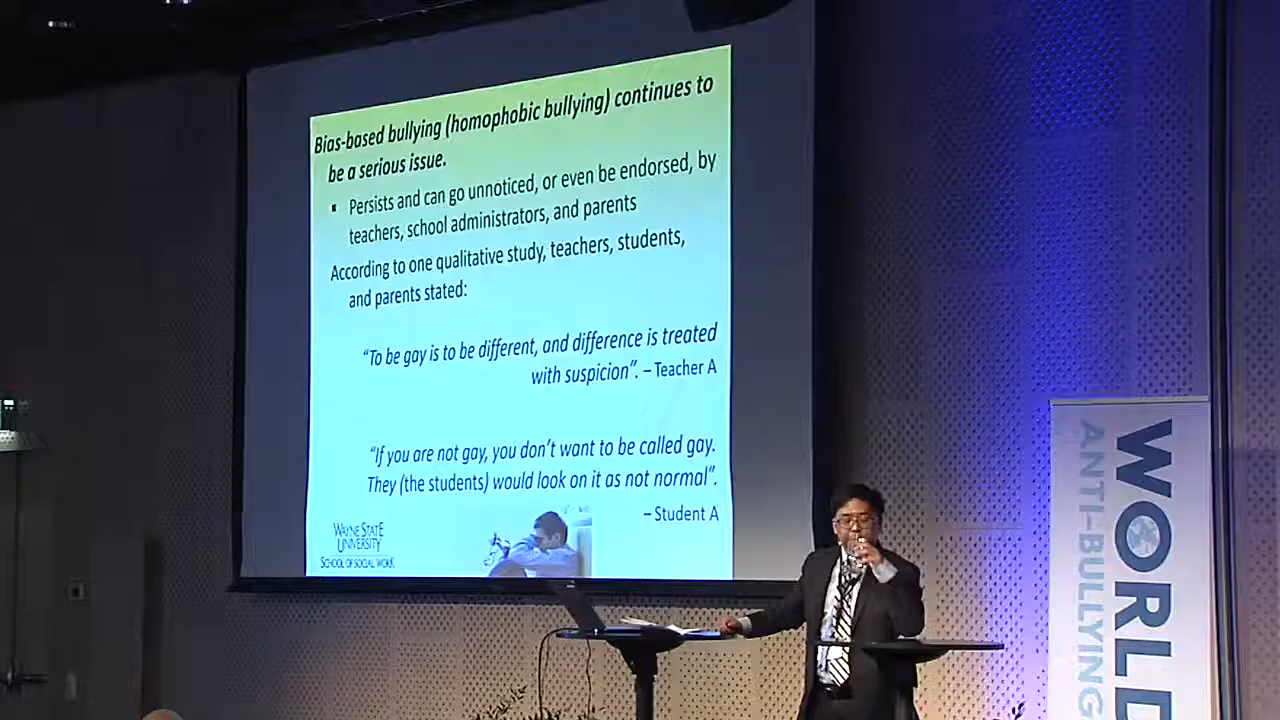 Bias-based bullying (homophobic bullying) continues to
be a serious issue.
▪ Persists and can go unnoticed, or even be endorsed, by
teachers, school administrators, and parents
According to one qualitative study, teachers, students,
and parents stated:
“To be gay is to be different, and difference is treated
with suspicion”. – Teacher A
“If you are not gay, you don’t want to be called gay.
They (the students) would look on it as not normal”.
– Student A
WAYNE STATE
UNIVERSITY
SCHOOL OF SOCIAL WORK
WORLD
ANTI-BULLYING